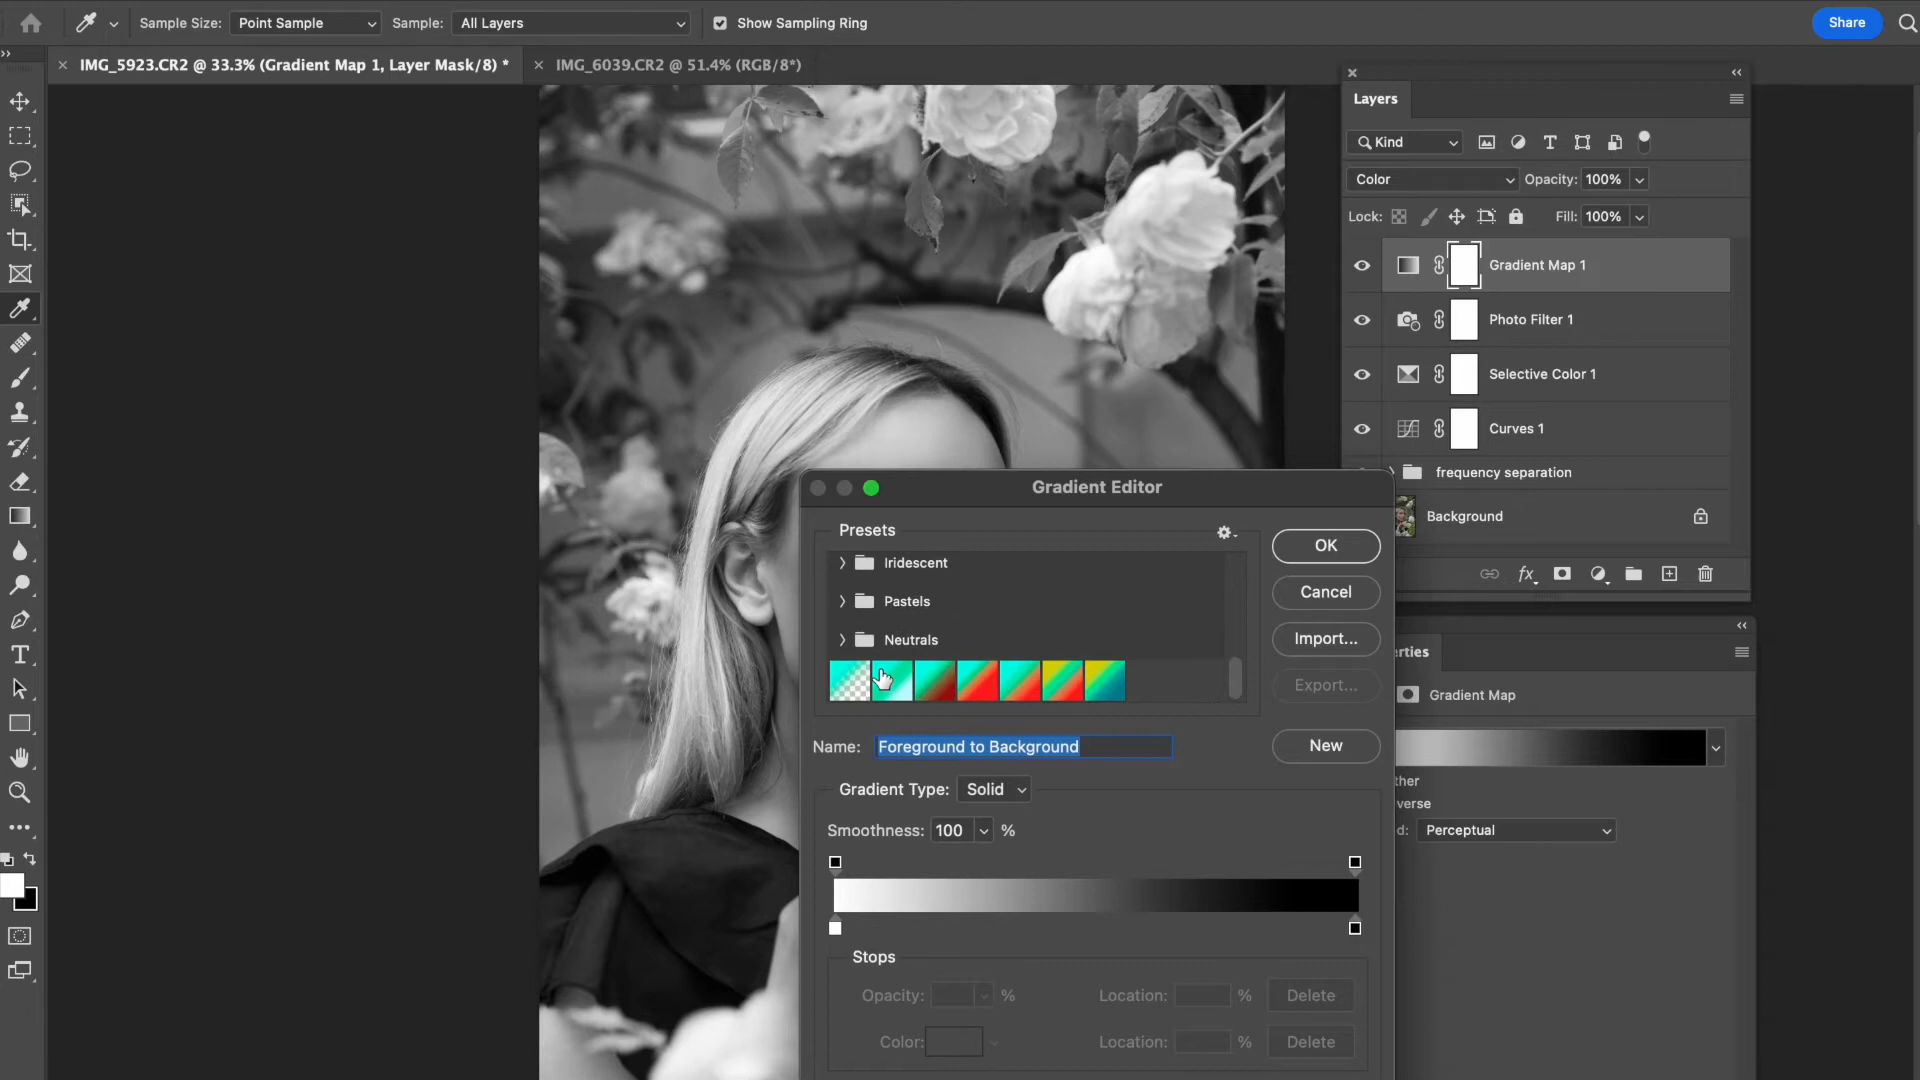 Sample Size: Point Sample Sample: All Layers Show Sampling Ring Share
IMG_5923.CR2 @ 33.3% (Gradient Map 1, Layer Mask/8) * IMG_6039.CR2 @ 51.4% (RGB/8*)
Layers
Kind
Color Opacity: 100%
Lock: Fill: 100%
Gradient Map 1
Photo Filter 1
Selective Color 1
Curves 1
frequency separation
Background
fx
Gradient Editor
Presets
Iridescent
Pastels
Neutrals
OK
Cancel
Import...
Export...
New
Name: Foreground to Background
Gradient Type: Solid
Smoothness: 100 %
Stops
Opacity: % Location: % Delete
Color: Location: % Delete
erties
Gradient Map
ther
verse
d: Perceptual